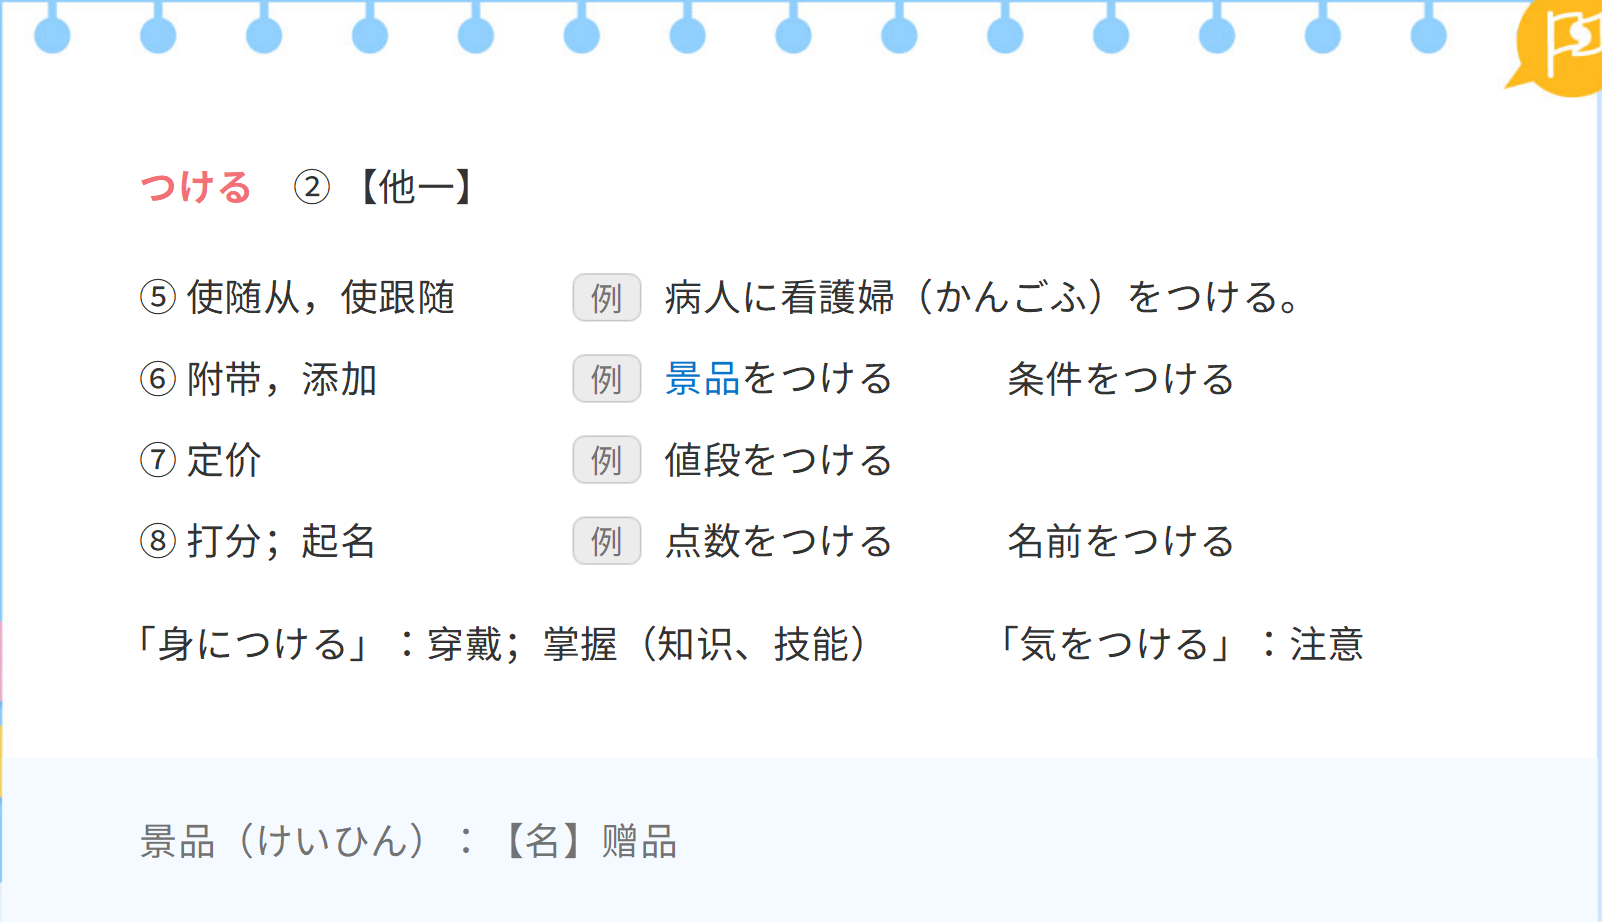 つける ② 【他一】
⑤ 使随从，使跟随 例 病人に看護婦（かんごふ）をつける。
⑥ 附带，添加 例 景品をつける 条件をつける
⑦ 定价 例 値段をつける
⑧ 打分；起名 例 点数をつける 名前をつける
「身につける」：穿戴；掌握（知识、技能） 「気をつける」：注意
景品（けいひん）：【名】赠品